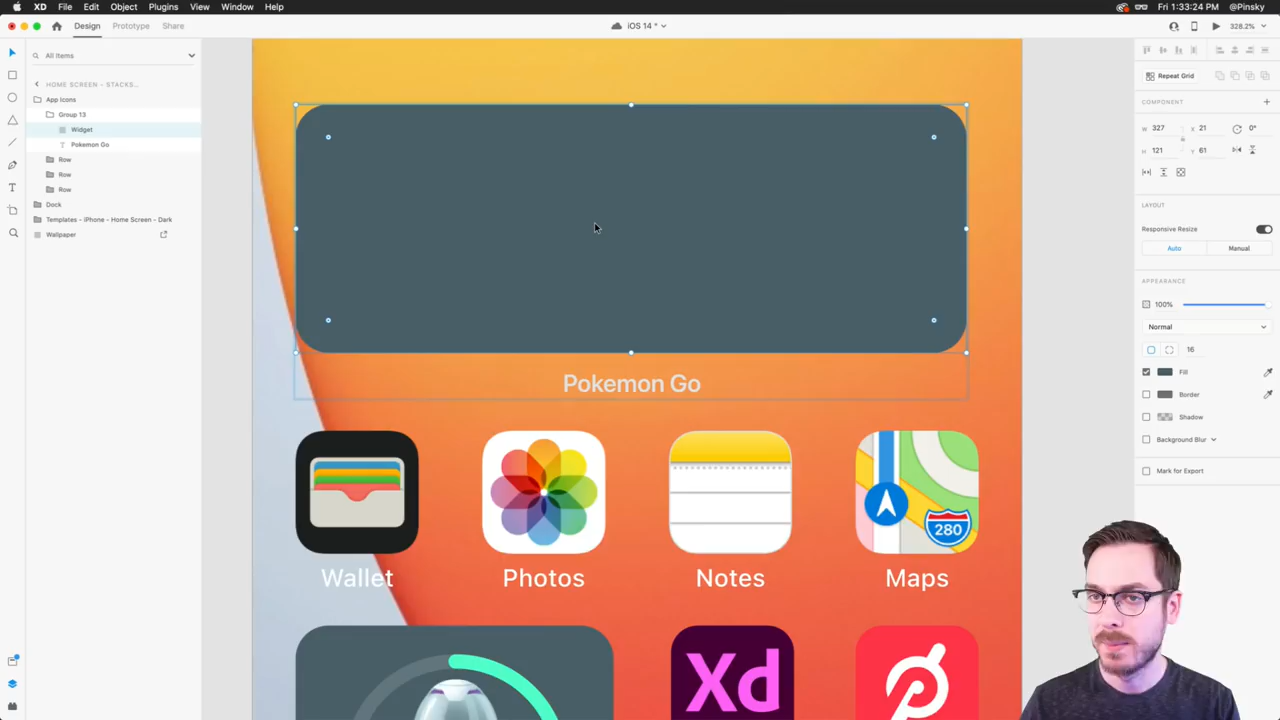 XD File Edit Object Plugins View Window Help
Fri 1:33:24 PM @Pinsky
Design Prototype Share
iOS 14 *
328.2%
All Items
HOME SCREEN - STACKS...
App Icons
Group 13
Widget
Pokemon Go
Row
Row
Row
Dock
Templates - iPhone - Home Screen - Dark
Wallpaper
Pokemon Go
Wallet Photos Notes Maps
280
Xd
Repeat Grid
COMPONENT
W 327 X 21 0°
H 121 Y 61
LAYOUT
Responsive Resize
Auto Manual
APPEARANCE
100%
Normal
16
Fill
Border
Shadow
Background Blur
Mark for Export